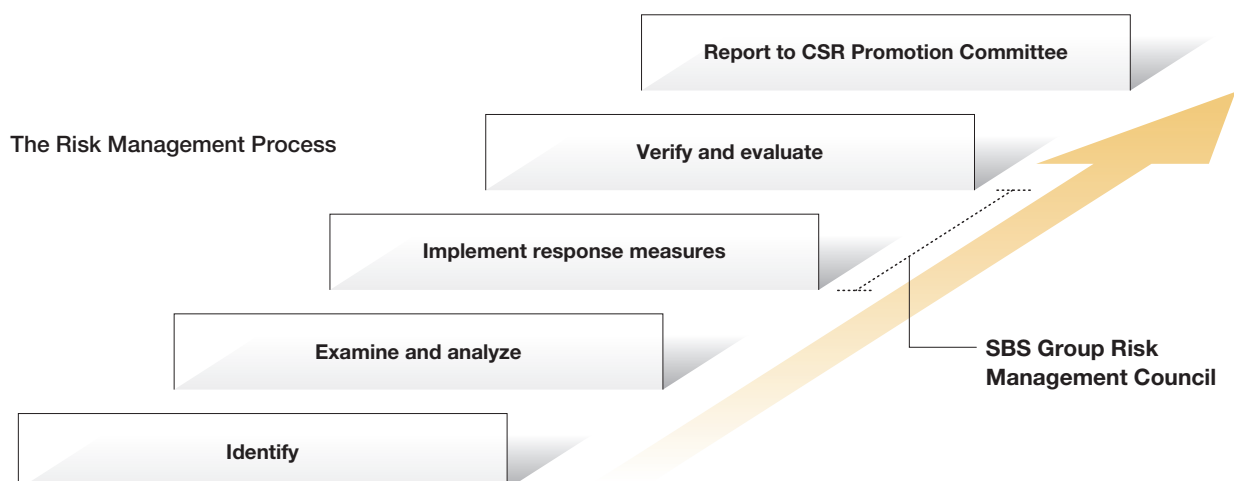 Report to CSR Promotion Committee
The Risk Management Process
Verify and evaluate
Implement response measures
Examine and analyze
SBS Group Risk
Management Council
Identify